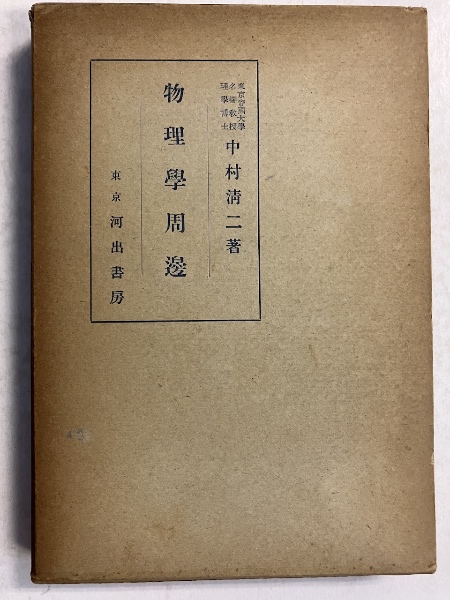 東京帝國大學
名譽教授
理學博士
中村淸二著
物理學周邊
東京 河出書房